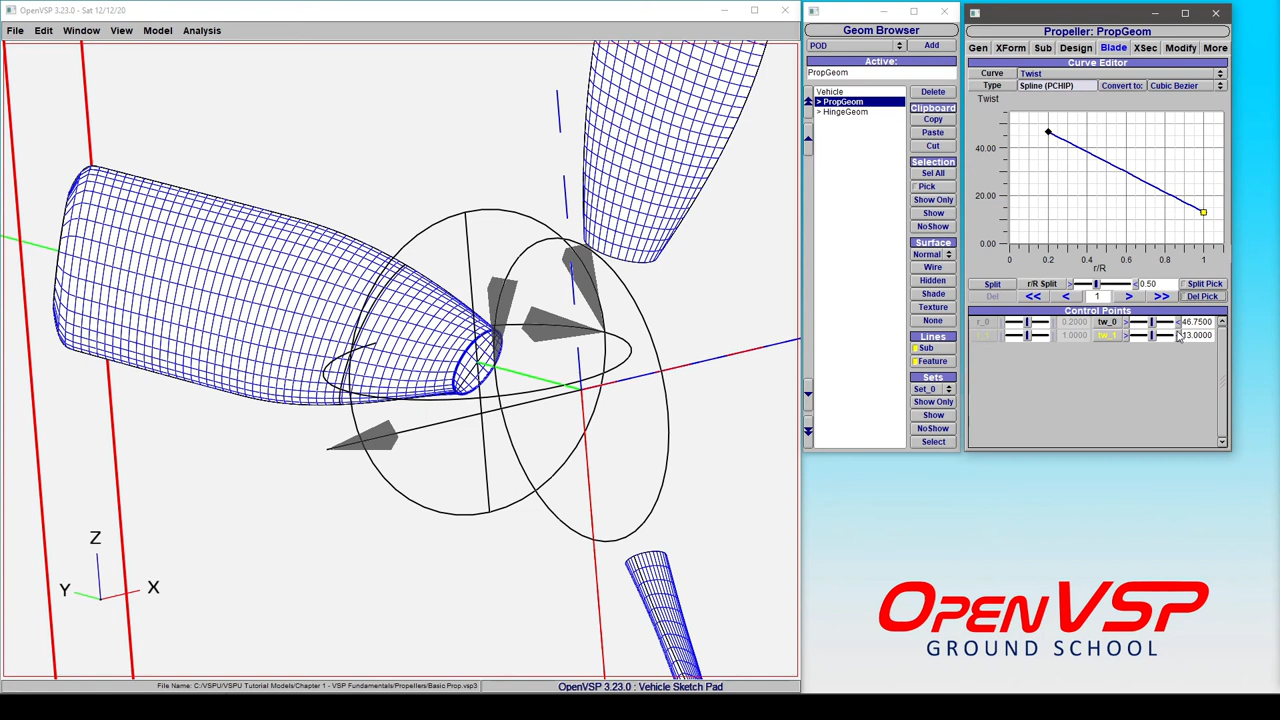 OpenVSP 3.23.0 - Sat 12/12/20
File Edit Window View Model Analysis
Z
Y X
File Name: C:/VSPU/VSPU Tutorial Models/Chapter 1 - VSP Fundamentals/Propellers/Basic Prop.vsp3
OpenVSP 3.23.0 : Vehicle Sketch Pad
Geom Browser
POD Add
Active:
PropGeom
Vehicle
> PropGeom
> HingeGeom
Delete
Clipboard
Copy
Paste
Cut
Selection
Sel All
Pick
Show Only
Show
NoShow
Surface
Normal
Wire
Hidden
Shade
Texture
None
Lines
Sub
Feature
Sets
Set_0
Show Only
Show
NoShow
Select
Propeller: PropGeom
Gen XForm Sub Design Blade XSec Modify More
Curve Editor
Curve Twist
Type Spline (PCHIP) Convert to: Cubic Bezier
Twist
40.00
20.00
0.00
0 0.2 0.4 0.6 0.8 1
r/R
Split r/R Split > < 0.50 Split Pick
Del << < 1 > >> Del Pick
Control Points
r_0 0.2000 tw_0 > < 46.7500
1.0000 tw_1 > 13.0000
OPENVSP
GROUND SCHOOL